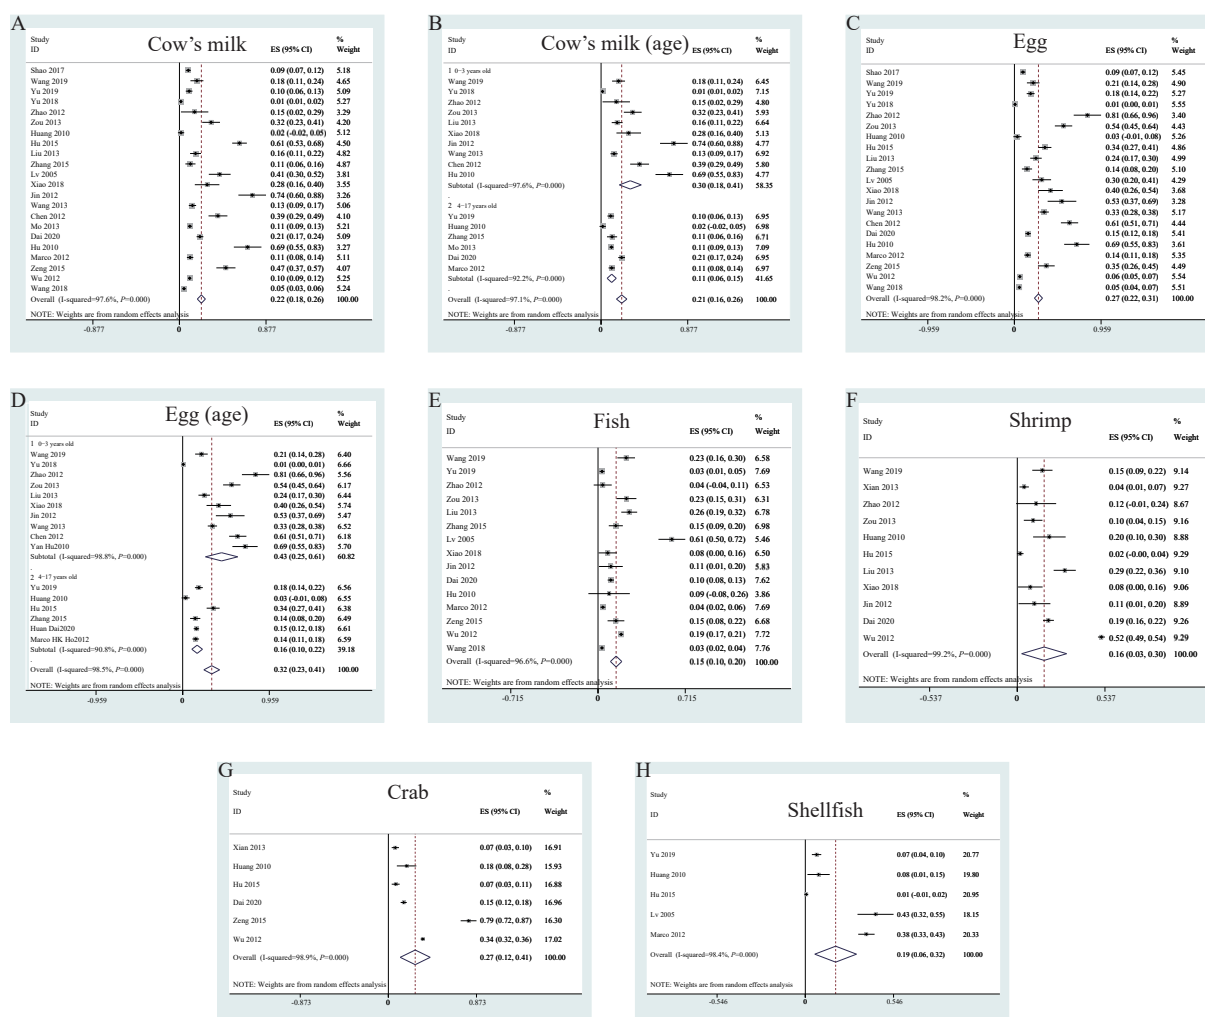 A
Study
%
Cow's milk
ID
ES (95% CI)
Weight
Shao 2017 0.09 (0.07, 0.12) 5.18
Wang 2019 0.18 (0.11, 0.24) 4.65
Yu 2019 0.10 (0.06, 0.13) 5.09
Yu 2018 0.01 (0.01, 0.02) 5.27
Zhao 2012 0.15 (0.02, 0.29) 3.26
Zou 2013 0.32 (0.23, 0.41) 4.20
Huang 2010 0.02 (-0.02, 0.05) 5.12
Hu 2015 0.61 (0.53, 0.68) 4.50
Liu 2013 0.16 (0.11, 0.22) 4.82
Zhang 2015 0.11 (0.06, 0.16) 4.87
Lv 2005 0.41 (0.30, 0.52) 3.81
Xiao 2018 0.28 (0.16, 0.40) 3.55
Jin 2012 0.74 (0.60, 0.88) 3.26
Wang 2013 0.13 (0.09, 0.17) 5.06
Chen 2012 0.39 (0.29, 0.49) 4.10
Mo 2013 0.11 (0.09, 0.13) 5.21
Dai 2020 0.21 (0.17, 0.24) 5.09
Hu 2010 0.69 (0.55, 0.83) 3.27
Marco 2012 0.11 (0.08, 0.14) 5.11
Zeng 2015 0.47 (0.37, 0.57) 4.07
Wu 2012 0.10 (0.09, 0.12) 5.25
Wang 2018 0.05 (0.03, 0.06) 5.24
Overall (I-squared=97.6%, P=0.000) 0.22 (0.18, 0.26) 100.00
NOTE: Weights are from random effects analysis
-0.877 0 0.877
B
Study
%
Cow's milk (age)
ID
ES (95% CI)
Weight
1 0-3 years old
Wang 2019 0.18 (0.11, 0.24) 6.45
Yu 2018 0.01 (0.01, 0.02) 7.15
Zhao 2012 0.15 (0.02, 0.29) 4.80
Zou 2013 0.32 (0.23, 0.41) 5.93
Liu 2013 0.16 (0.11, 0.22) 6.64
Xiao 2018 0.28 (0.16, 0.40) 5.13
Jin 2012 0.74 (0.60, 0.88) 4.77
Wang 2013 0.13 (0.09, 0.17) 6.92
Chen 2012 0.39 (0.29, 0.49) 5.80
Hu 2010 0.69 (0.55, 0.83) 4.77
Subtotal (I-squared=97.6%, P=0.000) 0.30 (0.18, 0.41) 58.35
.
2 4-17 years old
Yu 2019 0.10 (0.06, 0.13) 6.95
Huang 2010 0.02 (-0.02, 0.05) 6.98
Zhang 2015 0.11 (0.06, 0.16) 6.71
Mo 2013 0.11 (0.09, 0.13) 7.09
Dai 2020 0.21 (0.17, 0.24) 6.95
Marco 2012 0.11 (0.08, 0.14) 6.97
Subtotal (I-squared=92.2%, P=0.000) 0.11 (0.06, 0.15) 41.65
.
Overall (I-squared=97.1%, P=0.000) 0.21 (0.16, 0.26) 100.00
NOTE: Weights are from random effects analysis
-0.877 0 0.877
C
Study
%
Egg
ID
ES (95% CI)
Weight
Shao 2017 0.09 (0.07, 0.12) 5.45
Wang 2019 0.21 (0.14, 0.28) 4.90
Yu 2019 0.18 (0.14, 0.22) 5.27
Yu 2018 0.01 (0.00, 0.01) 5.55
Zhao 2012 0.81 (0.66, 0.96) 3.40
Zou 2013 0.54 (0.45, 0.64) 4.43
Huang 2010 0.03 (-0.01, 0.08) 5.26
Hu 2015 0.34 (0.27, 0.41) 4.86
Liu 2013 0.24 (0.17, 0.30) 4.99
Zhang 2015 0.14 (0.08, 0.20) 5.10
Lv 2005 0.30 (0.20, 0.41) 4.29
Xiao 2018 0.40 (0.26, 0.54) 3.68
Jin 2012 0.53 (0.37, 0.69) 3.28
Wang 2013 0.33 (0.28, 0.38) 5.17
Chen 2012 0.61 (0.51, 0.71) 4.44
Dai 2020 0.15 (0.12, 0.18) 5.41
Hu 2010 0.69 (0.55, 0.83) 3.61
Marco 2012 0.14 (0.11, 0.18) 5.35
Zeng 2015 0.35 (0.26, 0.45) 4.49
Wu 2012 0.06 (0.05, 0.07) 5.54
Wang 2018 0.05 (0.04, 0.07) 5.51
Overall (I-squared=98.2%, P=0.000) 0.27 (0.22, 0.31) 100.00
NOTE: Weights are from random effects analysis
-0.959 0 0.959
D
Study
%
Egg (age)
ID
ES (95% CI)
Weight
1 0-3 years old
Wang 2019 0.21 (0.14, 0.28) 6.40
Yu 2018 0.01 (0.00, 0.01) 6.66
Zhao 2012 0.81 (0.66, 0.96) 5.56
Zou 2013 0.54 (0.45, 0.64) 6.17
Liu 2013 0.24 (0.17, 0.30) 6.44
Xiao 2018 0.40 (0.26, 0.54) 5.74
Jin 2012 0.53 (0.37, 0.69) 5.47
Wang 2013 0.33 (0.28, 0.38) 6.52
Chen 2012 0.61 (0.51, 0.71) 6.18
Yan Hu2010 0.69 (0.55, 0.83) 5.70
Subtotal (I-squared=98.8%, P=0.000) 0.43 (0.25, 0.61) 60.82
.
2 4-17 years old
Yu 2019 0.18 (0.14, 0.22) 6.56
Huang 2010 0.03 (-0.01, 0.08) 6.55
Hu 2015 0.34 (0.27, 0.41) 6.38
Zhang 2015 0.14 (0.08, 0.20) 6.49
Huan Dai2020 0.15 (0.12, 0.18) 6.61
Marco HK Ho2012 0.14 (0.11, 0.18) 6.59
Subtotal (I-squared=90.8%, P=0.000) 0.16 (0.10, 0.22) 39.18
.
Overall (I-squared=98.5%, P=0.000) 0.32 (0.23, 0.41) 100.00
NOTE: Weights are from random effects analysis
-0.959 0 0.959
E
Study
%
Fish
ID
ES (95% CI)
Weight
Wang 2019 0.23 (0.16, 0.30) 6.58
Yu 2019 0.03 (0.01, 0.05) 7.69
Zhao 2012 0.04 (-0.04, 0.11) 6.53
Zou 2013 0.23 (0.15, 0.31) 6.31
Liu 2013 0.26 (0.19, 0.32) 6.78
Zhang 2015 0.15 (0.09, 0.20) 6.98
Lv 2005 0.61 (0.50, 0.72) 5.46
Xiao 2018 0.08 (0.00, 0.16) 6.50
Jin 2012 0.11 (0.01, 0.20) 5.83
Dai 2020 0.10 (0.08, 0.13) 7.62
Hu 2010 0.09 (-0.08, 0.26) 3.86
Marco 2012 0.04 (0.02, 0.06) 7.69
Zeng 2015 0.15 (0.08, 0.22) 6.68
Wu 2012 0.19 (0.17, 0.21) 7.72
Wang 2018 0.03 (0.02, 0.04) 7.76
Overall (I-squared=96.6%, P=0.000) 0.15 (0.10, 0.20) 100.00
NOTE: Weights are from random effects analysis
-0.715 0 0.715
F
Study
%
Shrimp
ID
ES (95% CI)
Weight
Wang 2019 0.15 (0.09, 0.22) 9.14
Xian 2013 0.04 (0.01, 0.07) 9.27
Zhao 2012 0.12 (-0.01, 0.24) 8.67
Zou 2013 0.10 (0.04, 0.15) 9.16
Huang 2010 0.20 (0.10, 0.30) 8.88
Hu 2015 0.02 (-0.00, 0.04) 9.29
Liu 2013 0.29 (0.22, 0.36) 9.10
Xiao 2018 0.08 (0.00, 0.16) 9.06
Jin 2012 0.11 (0.01, 0.20) 8.89
Dai 2020 0.19 (0.16, 0.22) 9.26
Wu 2012 0.52 (0.49, 0.54) 9.29
Overall (I-squared=99.2%, P=0.000) 0.16 (0.03, 0.30) 100.00
NOTE: Weights are from random effects analysis
-0.537 0 0.537
G
Study
%
Crab
ID
ES (95% CI)
Weight
Xian 2013 0.07 (0.03, 0.10) 16.91
Huang 2010 0.18 (0.08, 0.28) 15.93
Hu 2015 0.07 (0.03, 0.11) 16.88
Dai 2020 0.15 (0.12, 0.18) 16.96
Zeng 2015 0.79 (0.72, 0.87) 16.30
Wu 2012 0.34 (0.32, 0.36) 17.02
Overall (I-squared=98.9%, P=0.000) 0.27 (0.12, 0.41) 100.00
NOTE: Weights are from random effects analysis
-0.873 0 0.873
H
Study
%
Shellfish
ID
ES (95% CI)
Weight
Yu 2019 0.07 (0.04, 0.10) 20.77
Huang 2010 0.08 (0.01, 0.15) 19.80
Hu 2015 0.01 (-0.01, 0.02) 20.95
Lv 2005 0.43 (0.32, 0.55) 18.15
Marco 2012 0.38 (0.33, 0.43) 20.33
Overall (I-squared=98.4%, P=0.000) 0.19 (0.06, 0.32) 100.00
NOTE: Weights are from random effects analysis
-0.546 0 0.546